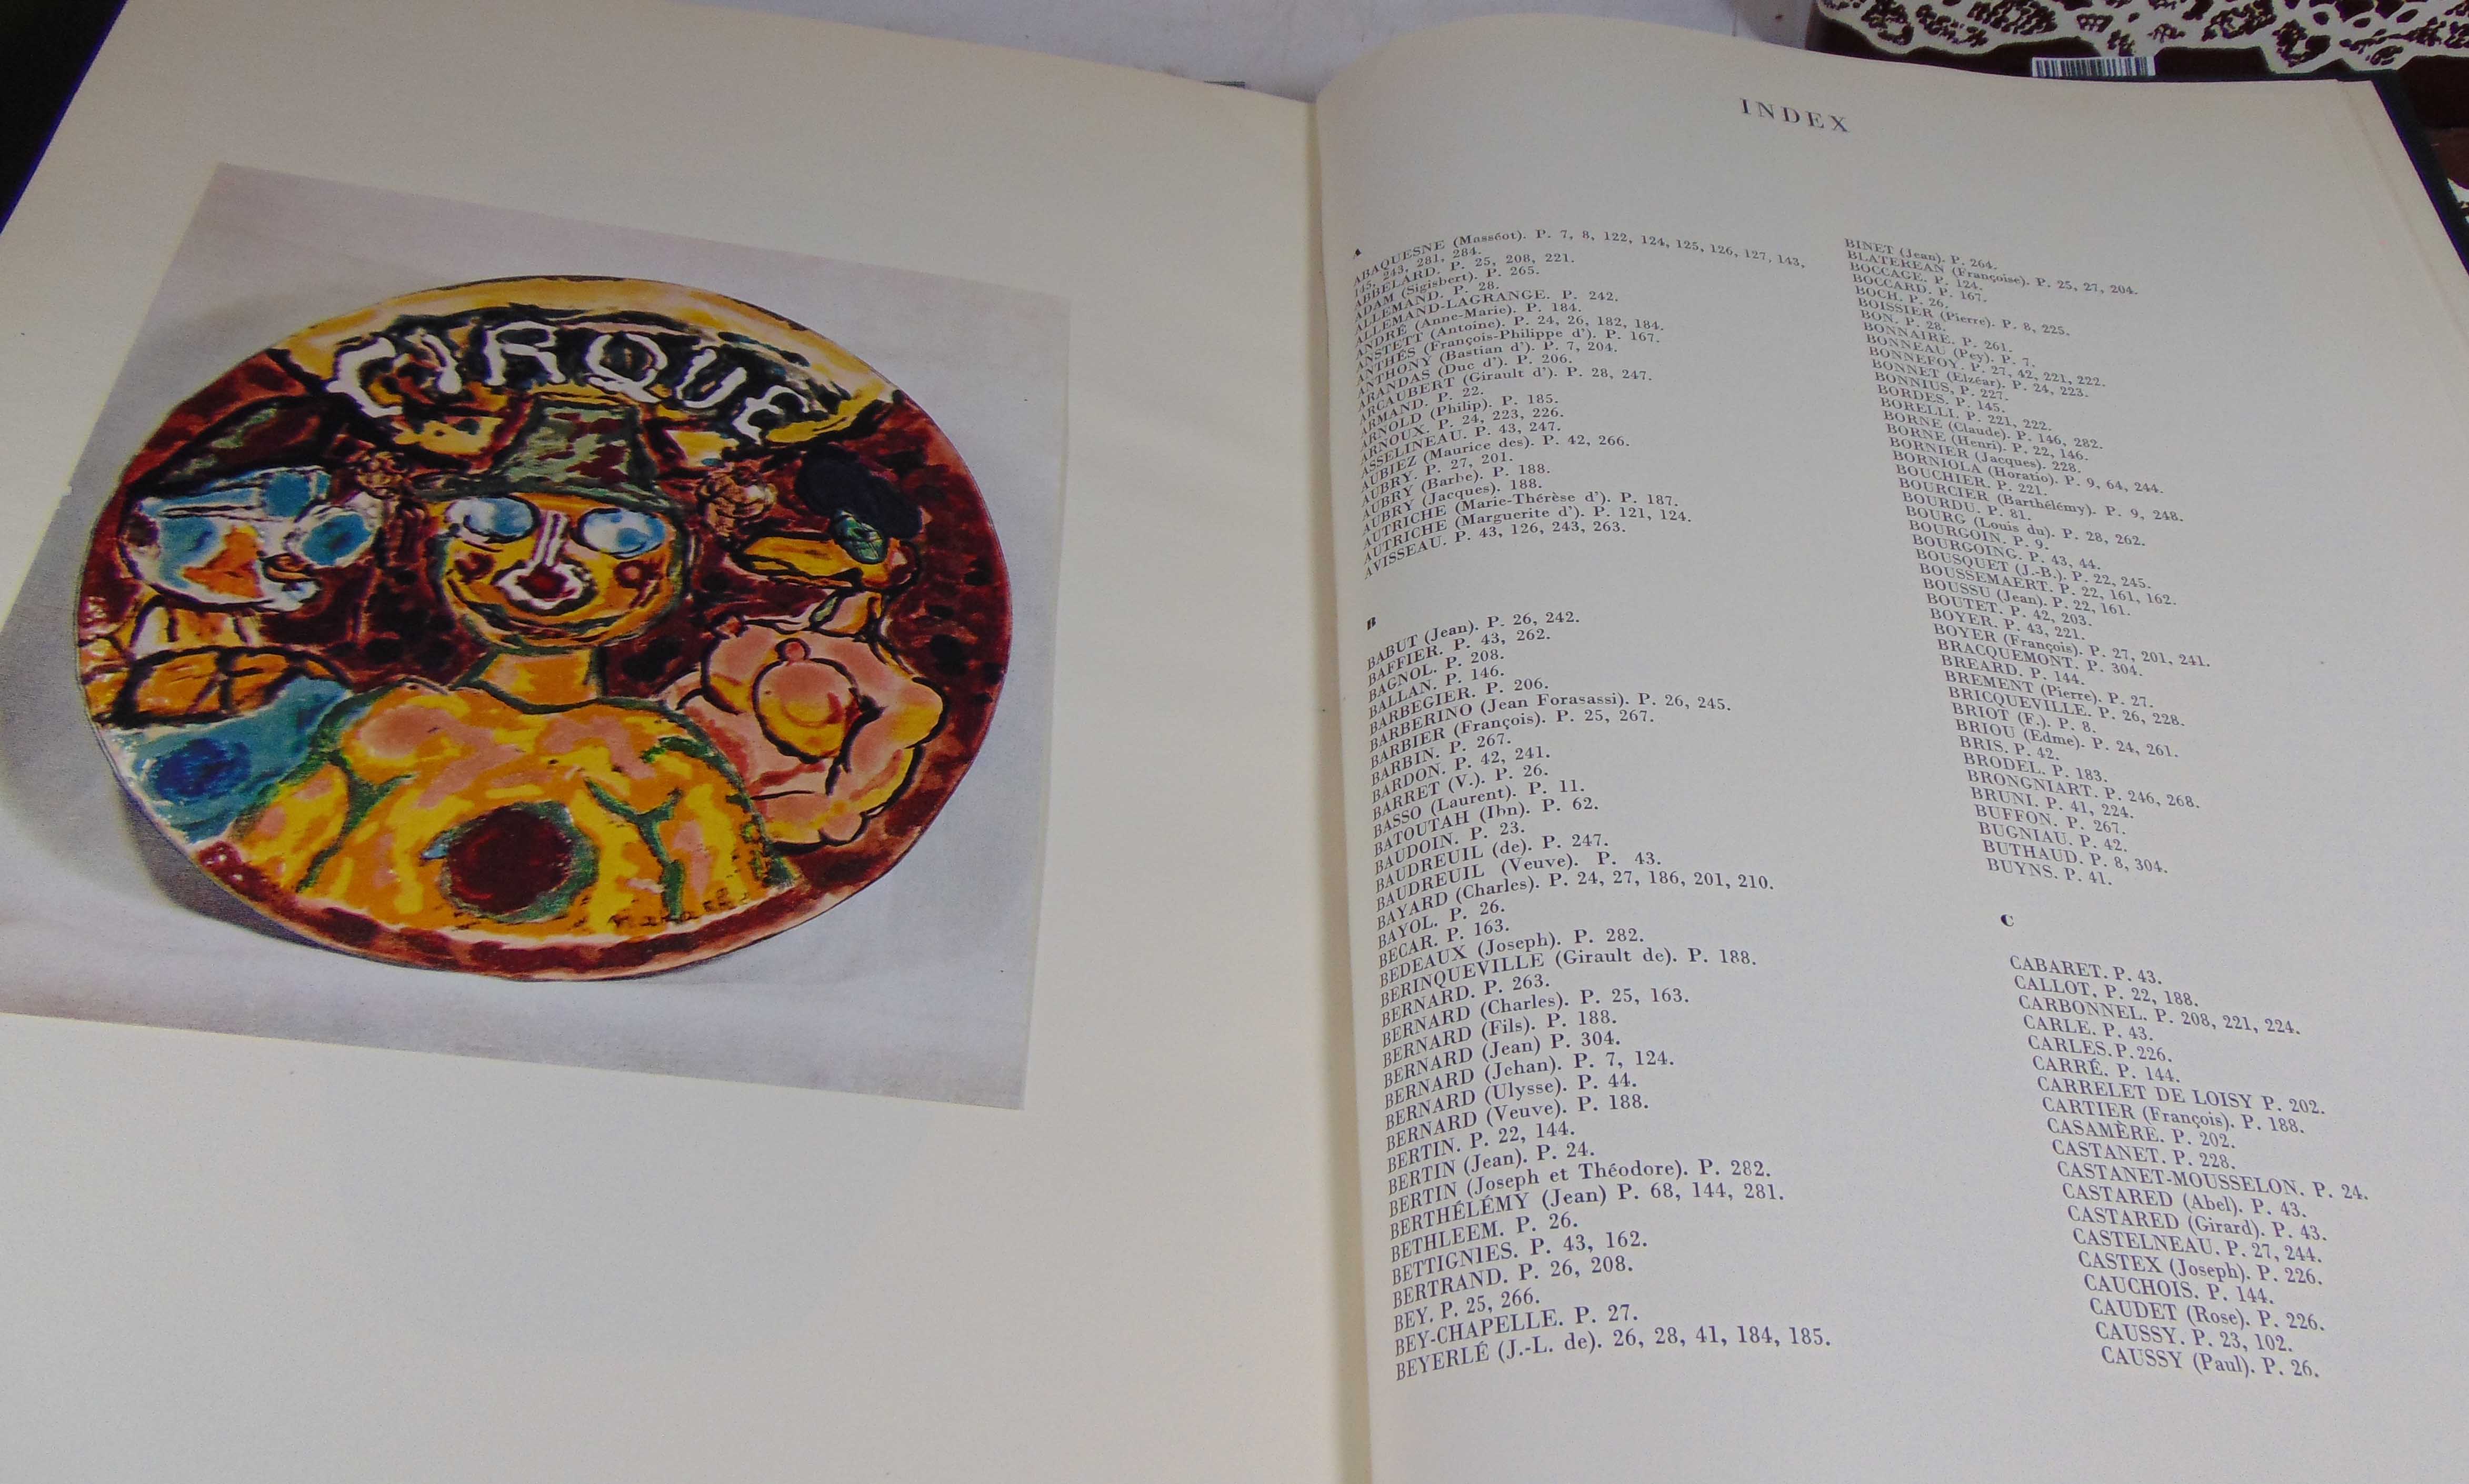 CIRQUE
INDEX
A
ABAQUESNE (Masséot). P. 7, 8, 122, 124, 125, 126, 127, 143,
145, 243, 281, 284.
ABBELARD. P. 25, 208, 221.
ADAM (Sigisbert). P. 265.
ALLEMAND. P. 28.
ALLEMAND-LAGRANGE. P. 242.
ANDRÉ (Anne-Marie). P. 184.
ANSTETT (Antoine). P. 24, 26, 182, 184.
ANTHÈS (François-Philippe d'). P. 167.
ANTHONY (Bastian d'). P. 7, 204.
ARANDAS (Duc d'). P. 206.
ARCAUBERT (Girault d'). P. 28, 247.
ARMAND. P. 22.
ARNOLD (Philip). P. 185.
ARNOUX. P. 24, 223, 226.
ASSELINEAU. P. 43, 247.
AUBIEZ (Maurice des). P. 42, 266.
AUBRY. P. 27, 201.
AUBRY (Barbe). P. 188.
AUBRY (Jacques). 188.
AUTRICHE (Marie-Thérèse d'). P. 187.
AUTRICHE (Marguerite d'). P. 121, 124.
AVISSEAU. P. 43, 126, 243, 263.
B
BABUT (Jean). P. 26, 242.
BAFFIER. P. 43, 262.
BAGNOL. P. 208.
BALLAN. P. 146.
BARBEGIER. P. 206.
BARBERINO (Jean Forasassi). P. 26, 245.
BARBIER (François). P. 25, 267.
BARBIN. P. 267.
BARDON. P. 42, 241.
BARRET (V.). P. 26.
BASSO (Laurent). P. 11.
BATOUTAH (Ibn). P. 62.
BAUDOIN. P. 23.
BAUDREUIL (de). P. 247.
BAUDREUIL (Veuve). P. 43.
BAYARD (Charles). P. 24, 27, 186, 201, 210.
BAYOL. P. 26.
BECAR. P. 163.
BEDEAUX (Joseph). P. 282.
BERINQUEVILLE (Girault de). P. 188.
BERNARD. P. 263.
BERNARD (Charles). P. 25, 163.
BERNARD (Fils). P. 188.
BERNARD (Jean) P. 304.
BERNARD (Jehan). P. 7, 124.
BERNARD (Ulysse). P. 44.
BERNARD (Veuve). P. 188.
BERTIN. P. 22, 144.
BERTIN (Jean). P. 24.
BERTIN (Joseph et Théodore). P. 282.
BERTHÉLÉMY (Jean) P. 68, 144, 281.
BETHLEEM. P. 26.
BETTIGNIES. P. 43, 162.
BERTRAND. P. 26, 208.
BEY. P. 25, 266.
BEY-CHAPELLE. P. 27.
BEYERLÉ (J.-L. de). 26, 28, 41, 184, 185.
BINET (Jean). P. 264.
BLATEREAN (Françoise). P. 25, 27, 204.
BOCCAGE. P. 124.
BOCCARD. P. 167.
BOCH. P. 26.
BOISSIER (Pierre). P. 8, 225.
BON. P. 28.
BONNAIRE. P. 261.
BONNEAU (Pey). P. 7.
BONNEFOY. P. 27, 42, 221, 222.
BONNET (Elzéar). P. 24, 223.
BONNIUS, P. 227.
BORDES. P. 145.
BORELLI. P. 221, 222.
BORNE (Claude). P. 146, 282.
BORNE (Henri). P. 22, 146.
BORNIER (Jacques). 228.
BORNIOLA (Horatio). P. 9, 64, 244.
BOUCHIER. P. 221.
BOURCIER (Barthélémy). P. 9, 248.
BOURDU. P. 81.
BOURG (Louis du). P. 28, 262.
BOURGOIN. P. 9.
BOURGOING. P. 43, 44.
BOUSQUET (J.-B.). P. 22, 245.
BOUSSEMAERT. P. 22, 161, 162.
BOUSSU (Jean). P. 22, 161.
BOUTET. P. 42, 203.
BOYER. P. 43, 221.
BOYER (François). P. 27, 201, 241.
BRACQUEMONT. P. 304.
BREARD. P. 144.
BREMENT (Pierre). P. 27.
BRICQUEVILLE. P. 26, 228.
BRIOT (F.). P. 8.
BRIOU (Edme). P. 24, 261.
BRIS. P. 42.
BRODEL. P. 183.
BRONGNIART. P. 246, 268.
BRUNI. P. 41, 224.
BUFFON. P. 267.
BUGNIAU. P. 42.
BUTHAUD. P. 8, 304.
BUYNS. P. 41.
C
CABARET. P. 43.
CALLOT, P. 22, 188.
CARBONNEL. P. 208, 221, 224.
CARLE. P. 43.
CARLES. P. 226.
CARRÉ. P. 144.
CARRELET DE LOISY P. 202.
CARTIER (François). P. 188.
CASAMÈRE. P. 202.
CASTANET. P. 228.
CASTANET-MOUSSELON. P. 24.
CASTARED (Abel). P. 43.
CASTARED (Girard). P. 43.
CASTELNEAU. P. 27, 244.
CASTEX (Joseph). P. 226.
CAUCHOIS. P. 144.
CAUDET (Rose). P. 226.
CAUSSY. P. 23, 102.
CAUSSY (Paul). P. 26.